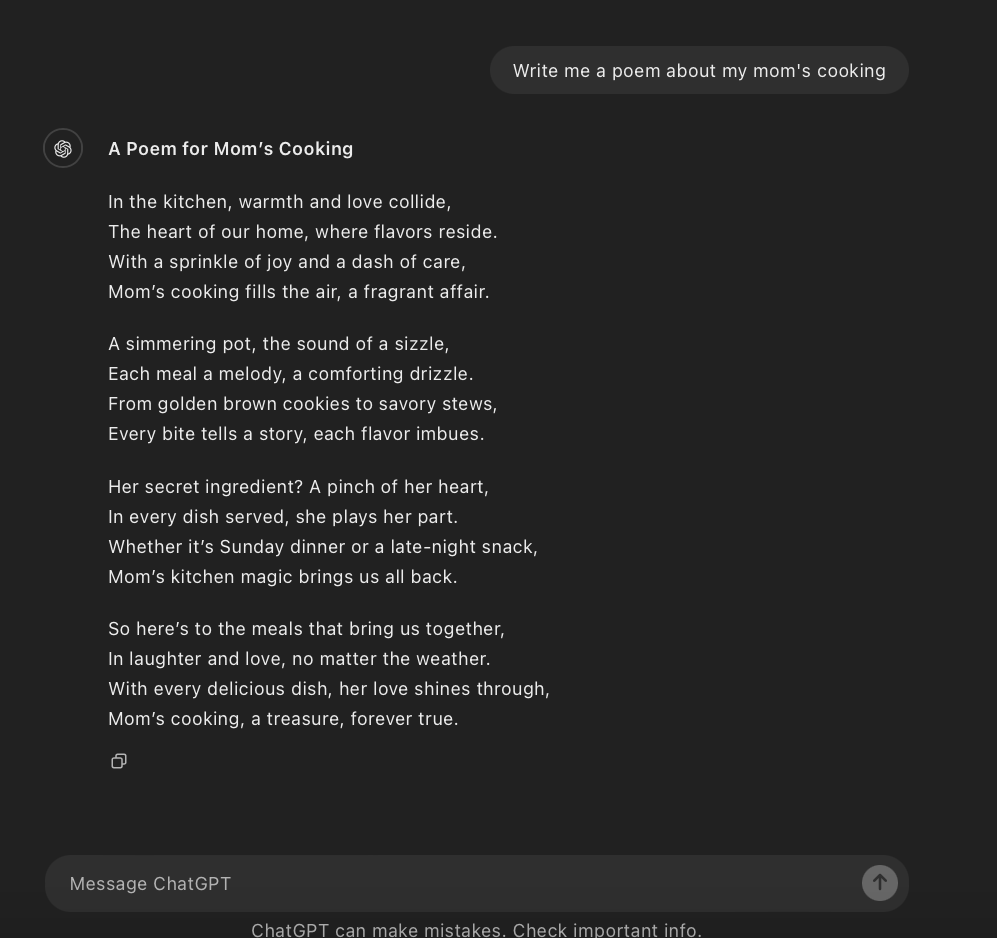 Write me a poem about my mom's cooking
A Poem for Mom’s Cooking
In the kitchen, warmth and love collide,
The heart of our home, where flavors reside.
With a sprinkle of joy and a dash of care,
Mom’s cooking fills the air, a fragrant affair.
A simmering pot, the sound of a sizzle,
Each meal a melody, a comforting drizzle.
From golden brown cookies to savory stews,
Every bite tells a story, each flavor imbues.
Her secret ingredient? A pinch of her heart,
In every dish served, she plays her part.
Whether it’s Sunday dinner or a late-night snack,
Mom’s kitchen magic brings us all back.
So here’s to the meals that bring us together,
In laughter and love, no matter the weather.
With every delicious dish, her love shines through,
Mom’s cooking, a treasure, forever true.
Message ChatGPT
ChatGPT can make mistakes. Check important info.